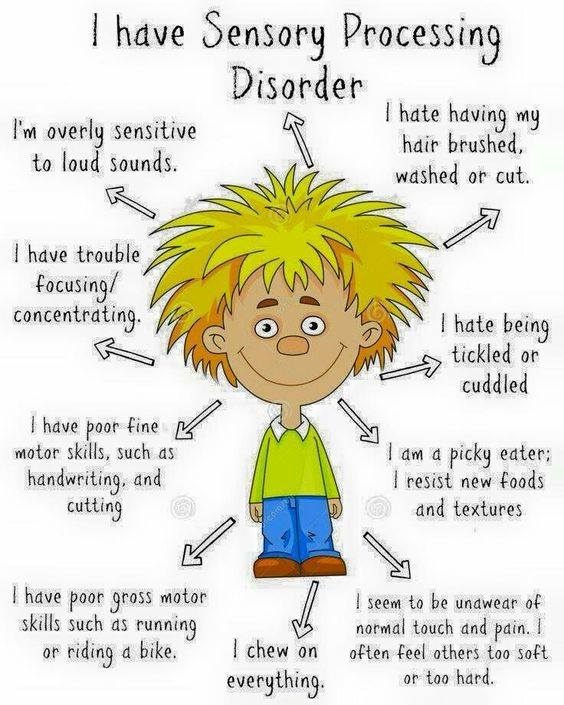 I have Sensory Processing
Disorder
I'm overly sensitive
to loud sounds.
I hate having my
hair brushed,
washed or cut.
I have trouble
focusing/
concentrating.
I hate being
tickled or
cuddled
I have poor fine
motor skills, such as
handwriting, and
cutting
I am a picky eater;
I resist new foods
and textures
I have poor gross motor
skills such as running
or riding a bike.
I chew on
everything.
I seem to be unawear of
normal touch and pain. I
often feel others too soft
or too hard.